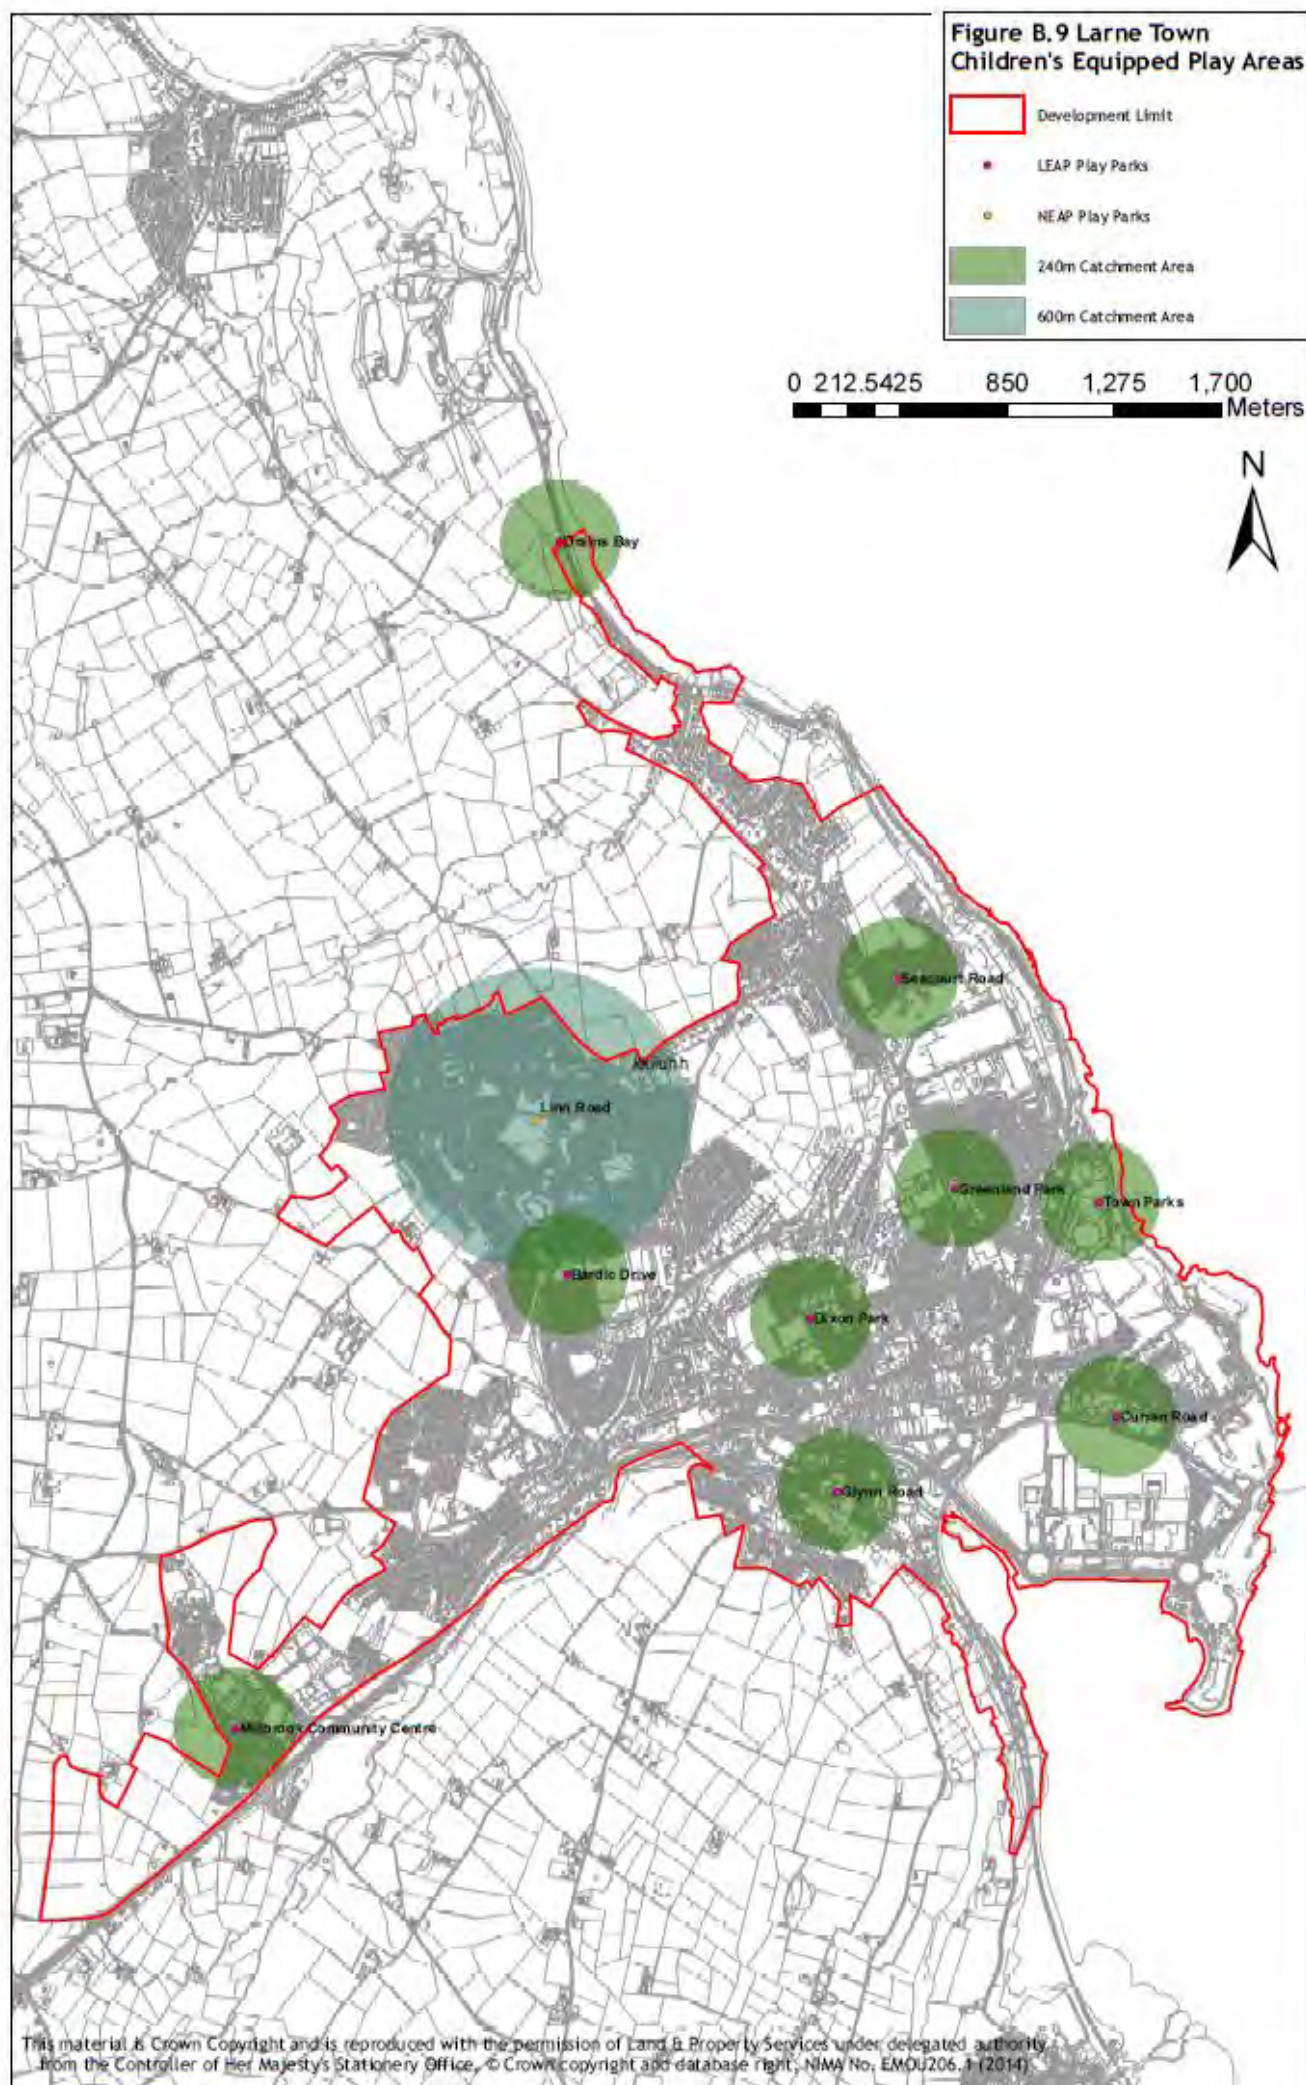 Figure B.9 Larne Town
Children's Equipped Play Areas
Development Limit
LEAP Play Parks
NEAP Play Parks
240m Catchment Area
600m Catchment Area
0 212.5425 850 1,275 1,700
Meters
N
Drains Bay
Seacourt Road
Linn Road
Greenland Park
Town Parks
Bardic Drive
Dixon Park
Curran Road
Glynn Road
Millbrook Community Centre
This material is Crown Copyright and is reproduced with the permission of Land & Property Services under delegated authority
from the Controller of Her Majesty's Stationery Office, © Crown copyright and database right, NIMA No. EMOU206.1 (2014)